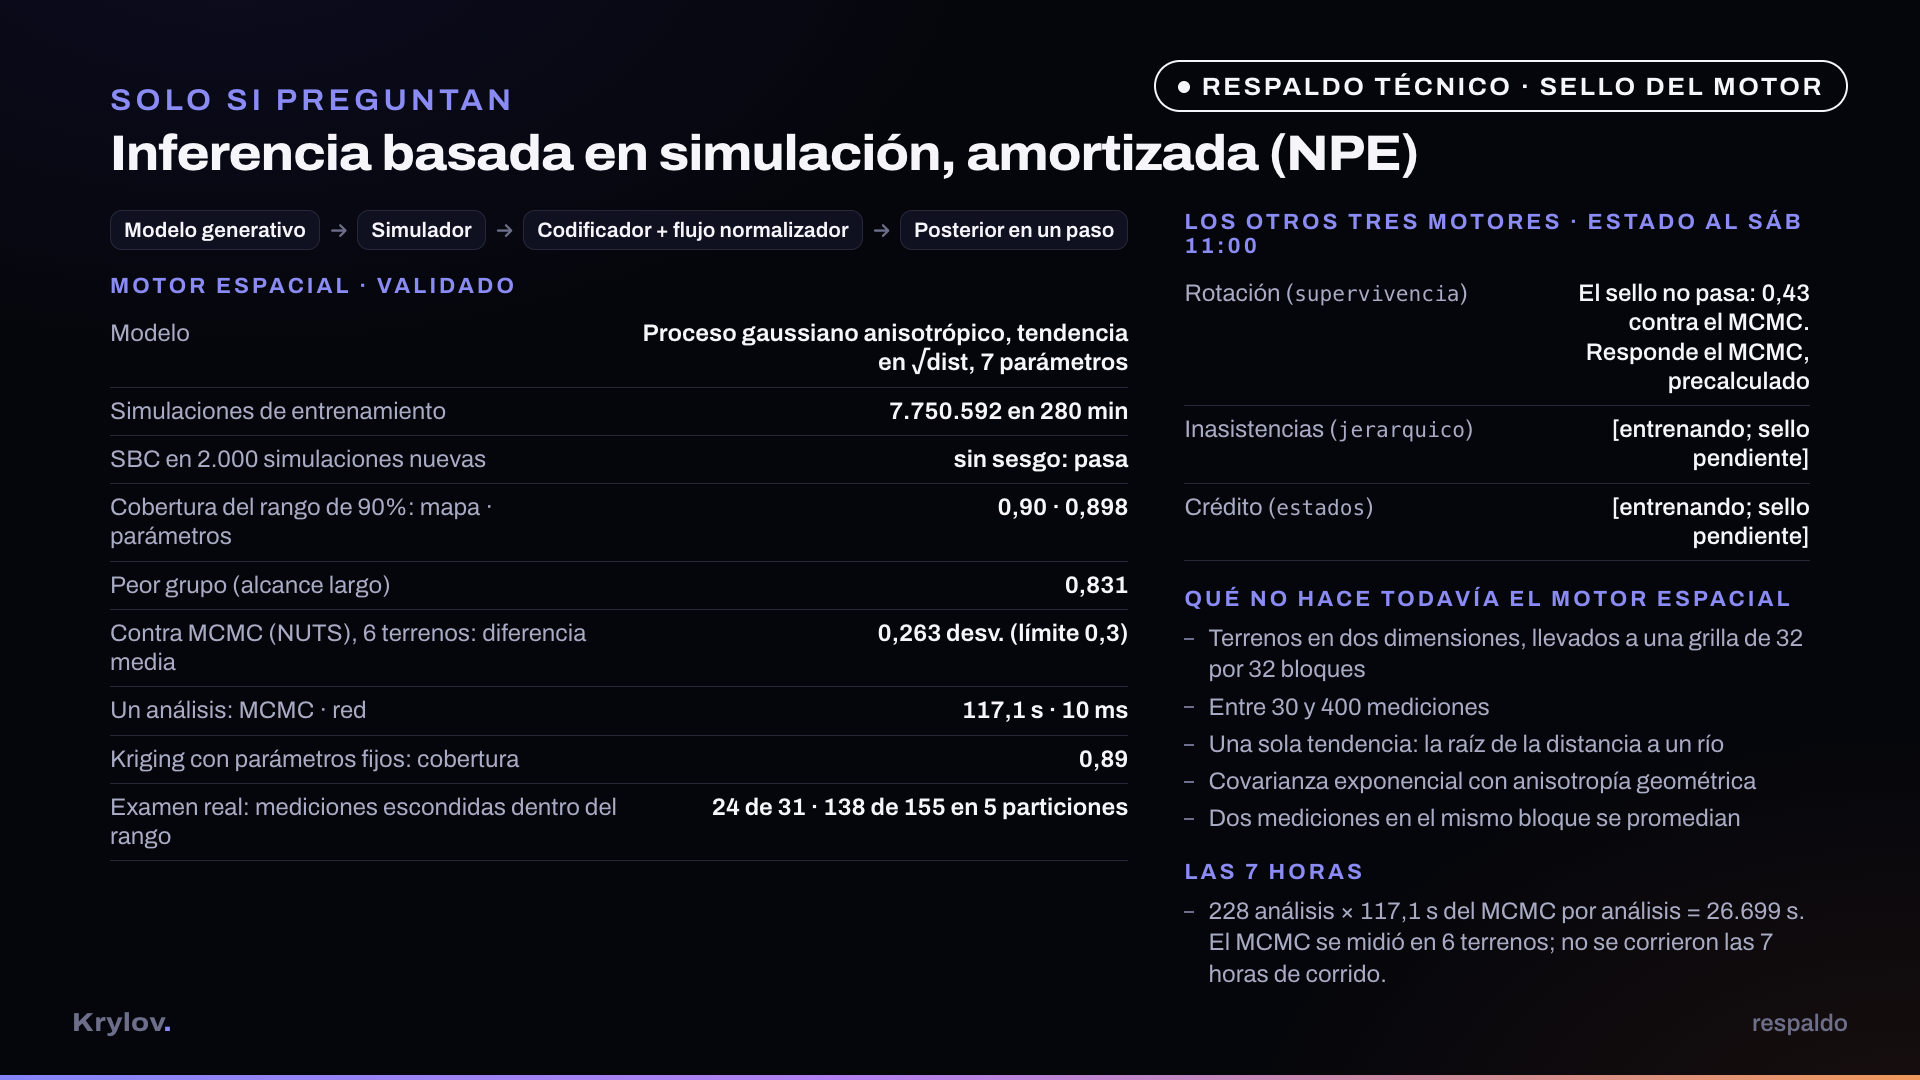 SOLO SI PREGUNTAN
● RESPALDO TÉCNICO · SELLO DEL MOTOR
Inferencia basada en simulación, amortizada (NPE)
Modelo generativo → Simulador → Codificador + flujo normalizador → Posterior en un paso
MOTOR ESPACIAL · VALIDADO
Modelo
Proceso gaussiano anisotrópico, tendencia
en √dist, 7 parámetros
Simulaciones de entrenamiento
7.750.592 en 280 min
SBC en 2.000 simulaciones nuevas
sin sesgo: pasa
Cobertura del rango de 90%: mapa ·
parámetros
0,90 · 0,898
Peor grupo (alcance largo)
0,831
Contra MCMC (NUTS), 6 terrenos: diferencia
media
0,263 desv. (límite 0,3)
Un análisis: MCMC · red
117,1 s · 10 ms
Kriging con parámetros fijos: cobertura
0,89
Examen real: mediciones escondidas dentro del
rango
24 de 31 · 138 de 155 en 5 particiones
LOS OTROS TRES MOTORES · ESTADO AL SÁB
11:00
Rotación (supervivencia)
El sello no pasa: 0,43
contra el MCMC.
Responde el MCMC,
precalculado
Inasistencias (jerarquico)
[entrenando; sello
pendiente]
Crédito (estados)
[entrenando; sello
pendiente]
QUÉ NO HACE TODAVÍA EL MOTOR ESPACIAL
– Terrenos en dos dimensiones, llevados a una grilla de 32
por 32 bloques
– Entre 30 y 400 mediciones
– Una sola tendencia: la raíz de la distancia a un río
– Covarianza exponencial con anisotropía geométrica
– Dos mediciones en el mismo bloque se promedian
LAS 7 HORAS
– 228 análisis × 117,1 s del MCMC por análisis = 26.699 s.
El MCMC se midió en 6 terrenos; no se corrieron las 7
horas de corrido.
Krylov.
respaldo